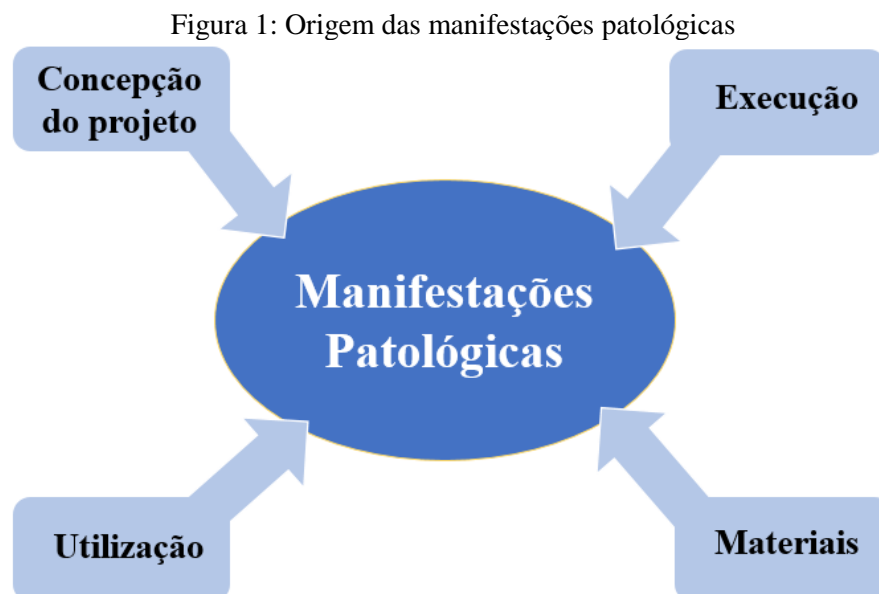 Figura 1: Origem das manifestações patológicas
Concepção
do projeto
Execução
Manifestações
Patológicas
Utilização
Materiais